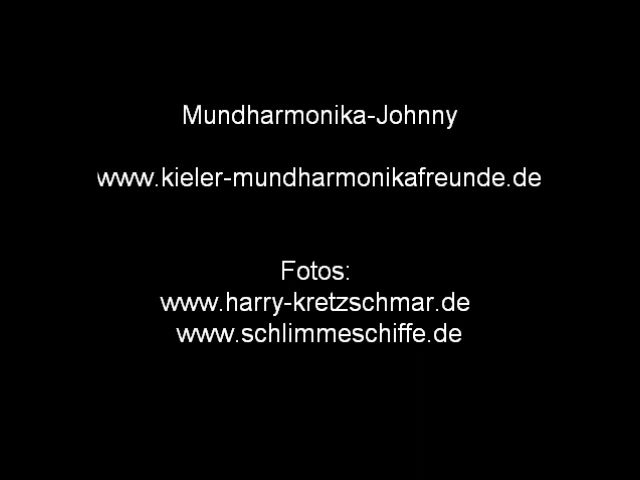 Mundharmonika-Johnny
www.kieler-mundharmonikafreunde.de
Fotos:
www.harry-kretzschmar.de
www.schlimmeschiffe.de